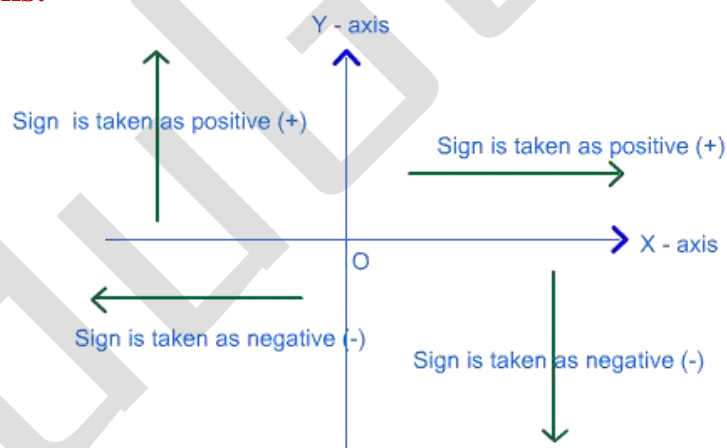 Y - axis
Sign is taken as positive (+)
Sign is taken as positive (+)
X - axis
O
Sign is taken as negative (-)
Sign is taken as negative (-)